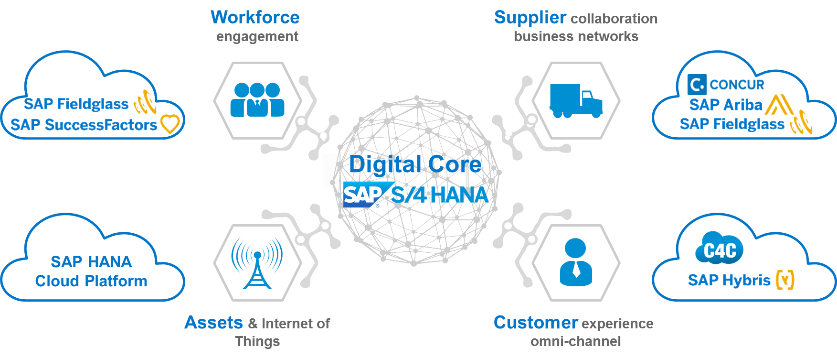 Workforce
engagement
Supplier collaboration
business networks
SAP Fieldglass
SAP SuccessFactors
C. CONCUR
SAP Ariba
SAP Fieldglass
Digital Core
SAP S/4HANA
SAP HANA
Cloud Platform
C4C
SAP Hybris [y]
Assets & Internet of
Things
Customer experience
omni-channel